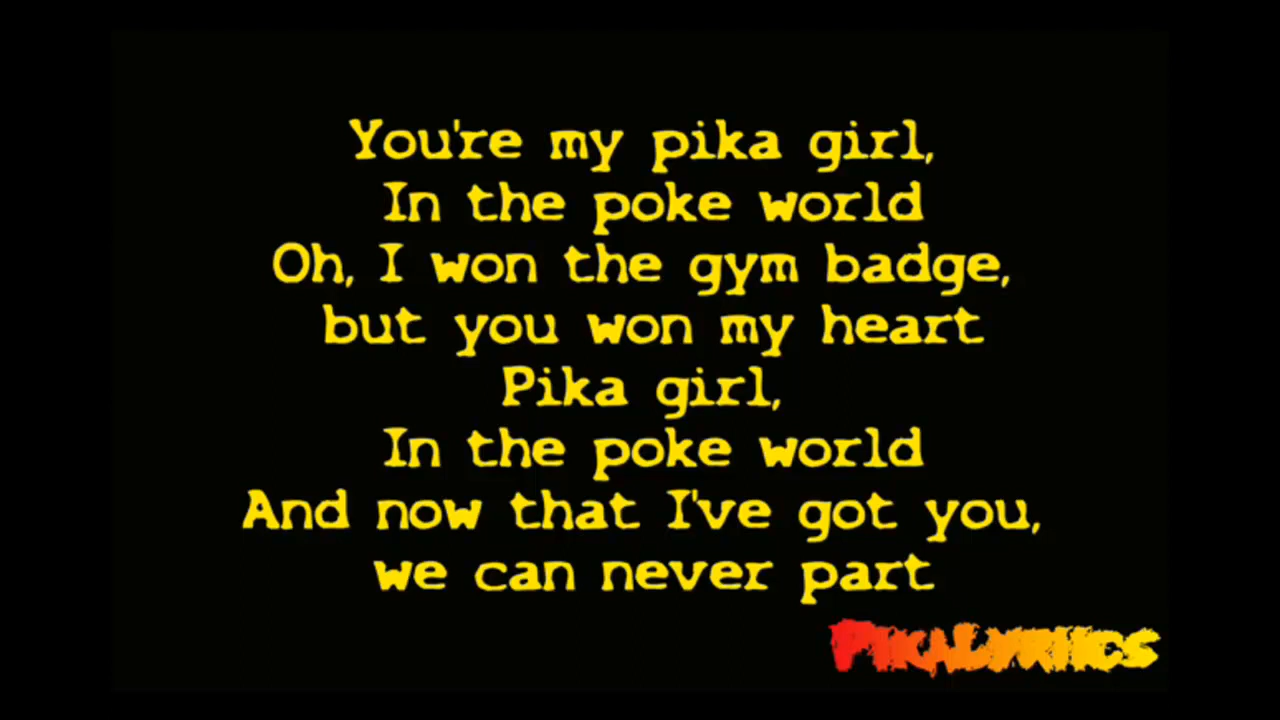 You're my pika girl,
In the poke world
Oh, I won the gym badge,
but you won my heart
Pika girl,
In the poke world
And now that I've got you,
we can never part
PIKALYRIICS